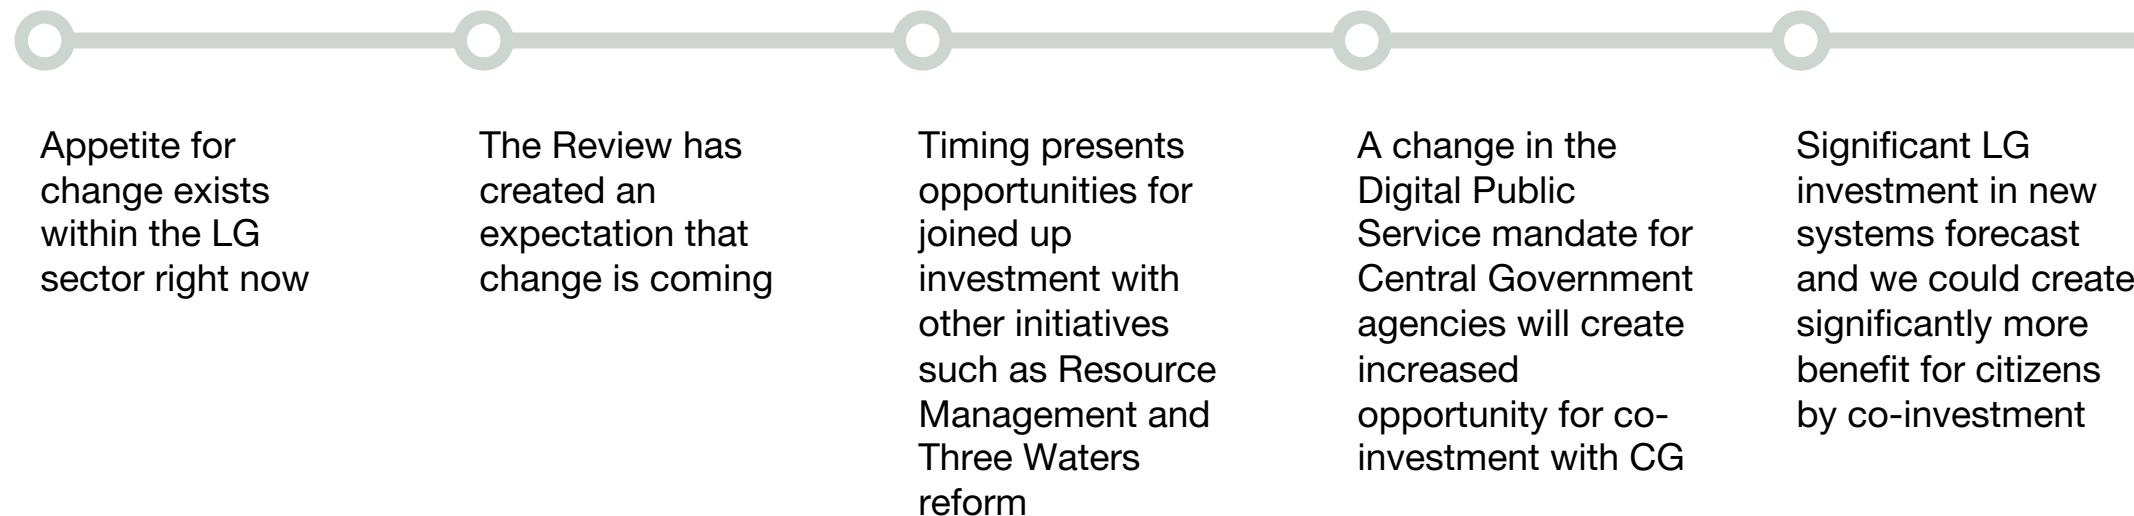 Appetite for
change exists
within the LG
sector right now
The Review has
created an
expectation that
change is coming
Timing presents
opportunities for
joined up
investment with
other initiatives
such as Resource
Management and
Three Waters
reform
A change in the
Digital Public
Service mandate for
Central Government
agencies will create
increased
opportunity for co-
investment with CG
Significant LG
investment in new
systems forecast
and we could create
significantly more
benefit for citizens
by co-investment